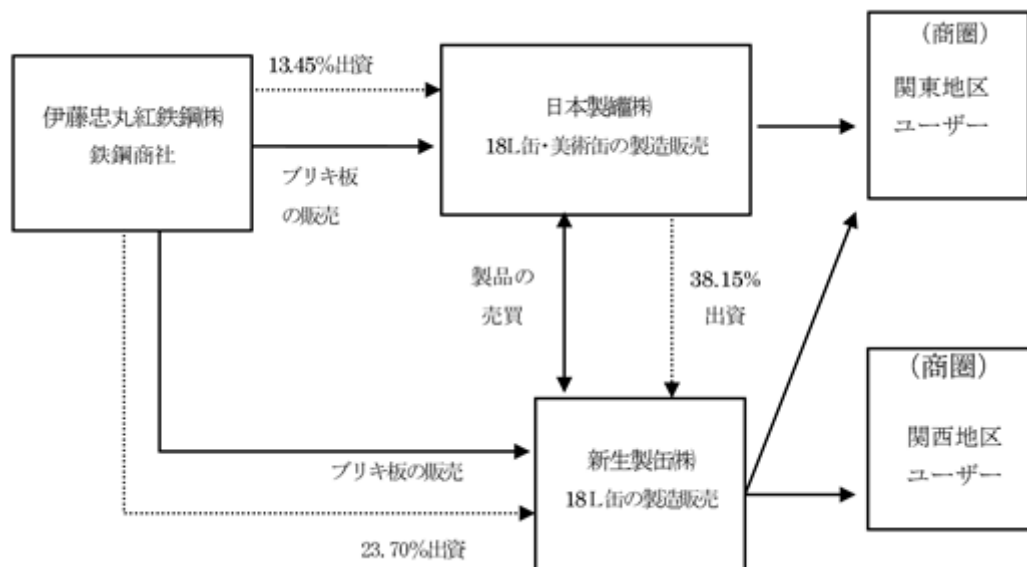 伊藤忠丸紅鉄鋼㈱
鉄鋼商社
13.45%出資
ブリキ板
の販売
日本製罐㈱
18L缶・美術缶の製造販売
(商圏)
関東地区
ユーザー
製品の
売買
38.15%
出資
ブリキ板の販売
23.70%出資
新生製缶㈱
18L缶の製造販売
(商圏)
関西地区
ユーザー